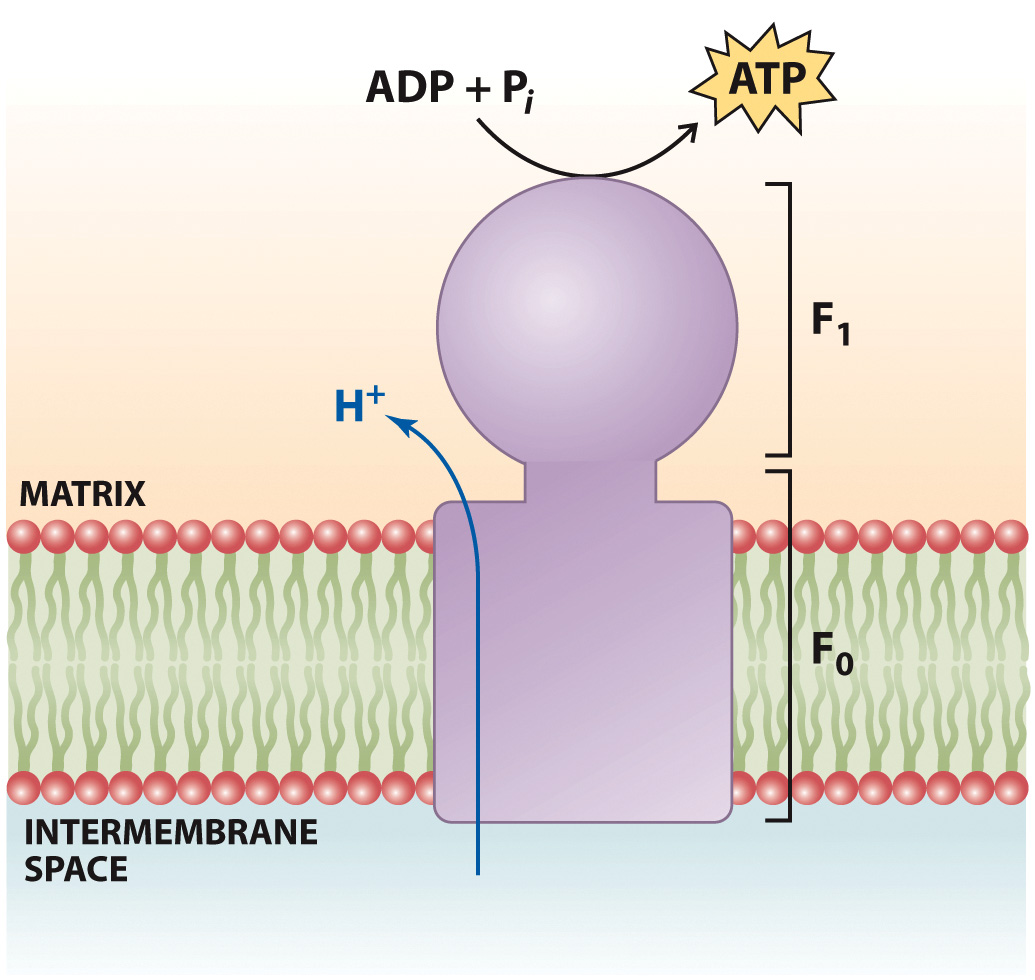 ADP + Pi
ATP
F1
H+
MATRIX
F0
INTERMEMBRANE
SPACE